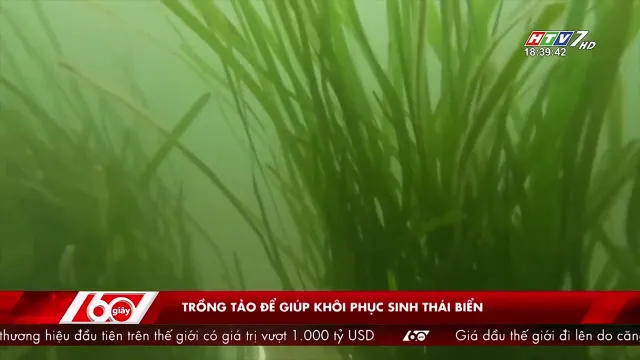 HTV7 HD
18:39:42
60 giây
TRỒNG TẢO ĐỂ GIÚP KHÔI PHỤC SINH THÁI BIỂN
thương hiệu đầu tiên trên thế giới có giá trị vượt 1.000 tỷ USD 60 Giá dầu thế giới đi lên do căn